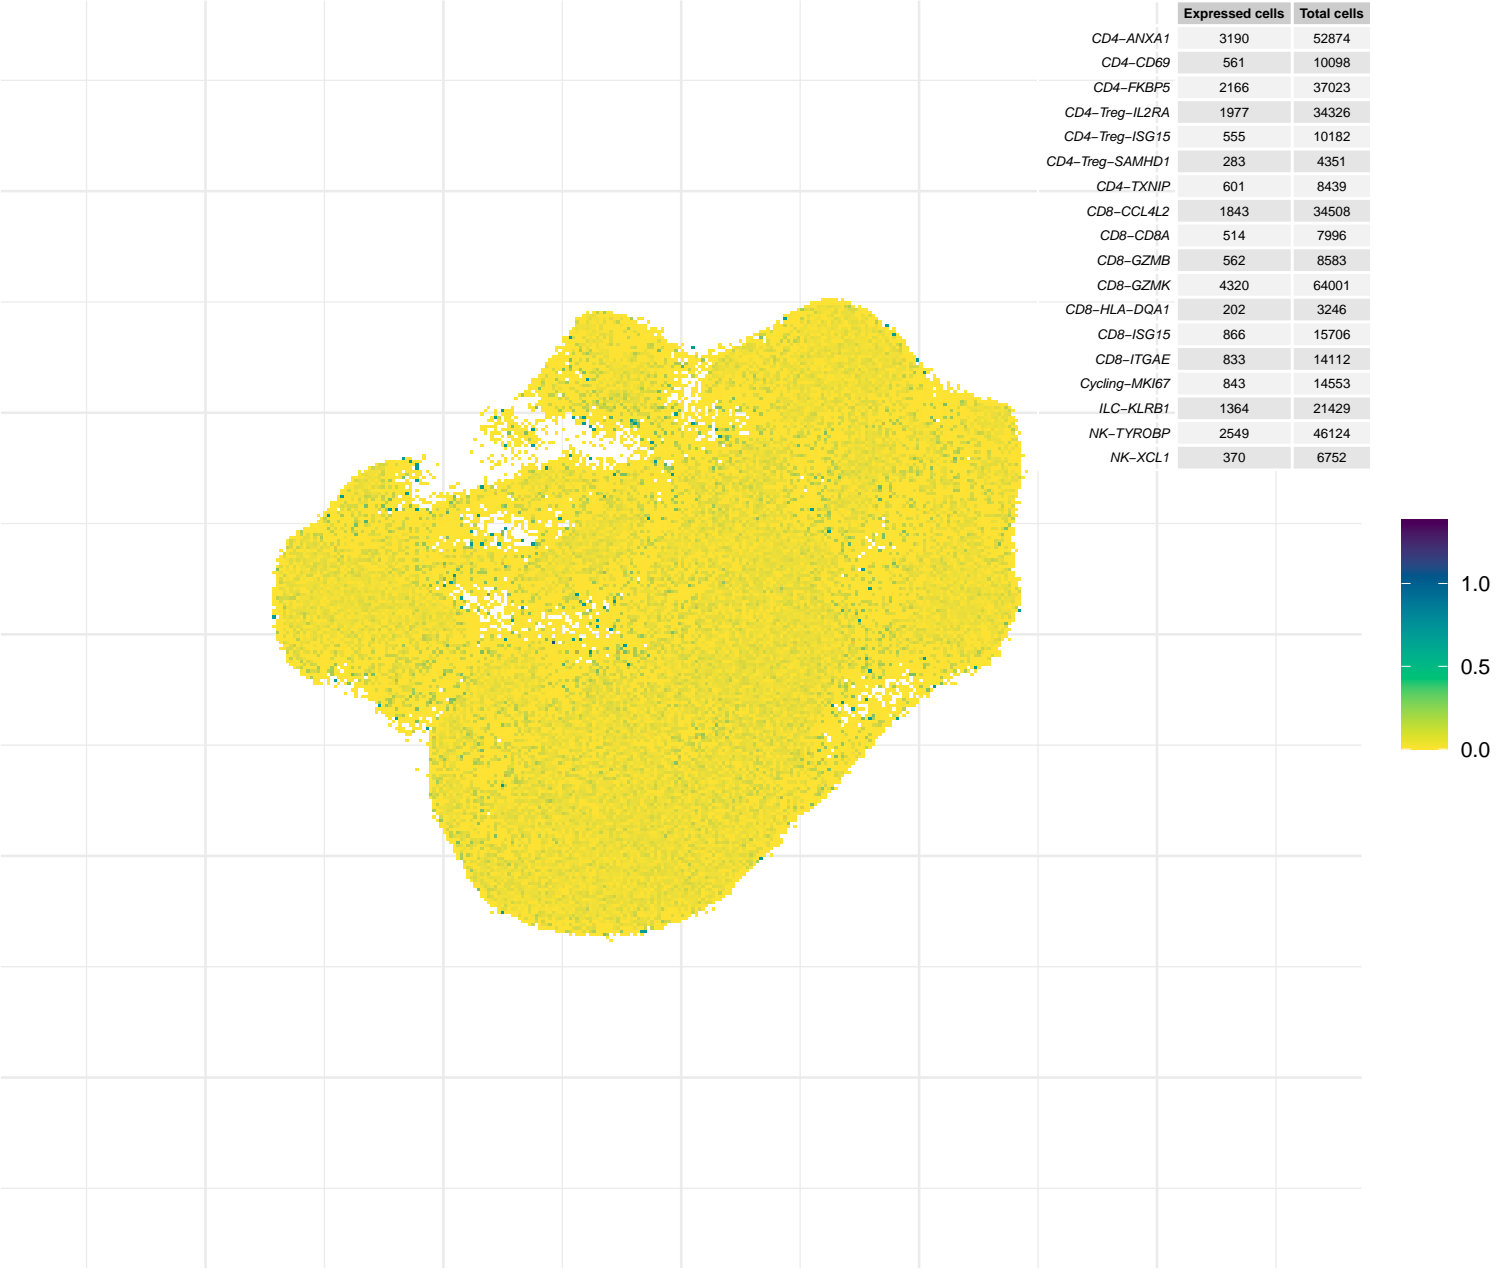 Expressed cells Total cells
CD4−ANXA1 3190 52874
CD4−CD69 561 10098
CD4−FKBP5 2166 37023
CD4−Treg−IL2RA 1977 34326
CD4−Treg−ISG15 555 10182
CD4−Treg−SAMHD1 283 4351
CD4−TXNIP 601 8439
CD8−CCL4L2 1843 34508
CD8−CD8A 514 7996
CD8−GZMB 562 8583
CD8−GZMK 4320 64001
CD8−HLA−DQA1 202 3246
CD8−ISG15 866 15706
CD8−ITGAE 833 14112
Cycling−MKI67 843 14553
ILC−KLRB1 1364 21429
NK−TYROBP 2549 46124
NK−XCL1 370 6752
1.0
0.5
0.0